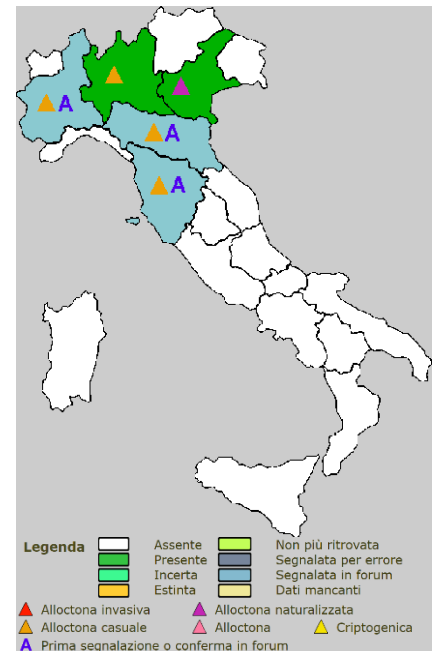 A
A
A
Legenda
Assente
Non più ritrovata
Presente
Segnalata per errore
Incerta
Segnalata in forum
Estinta
Dati mancanti
Alloctona invasiva
Alloctona naturalizzata
Alloctona casuale
Alloctona
Criptogenica
A Prima segnalazione o conferma in forum